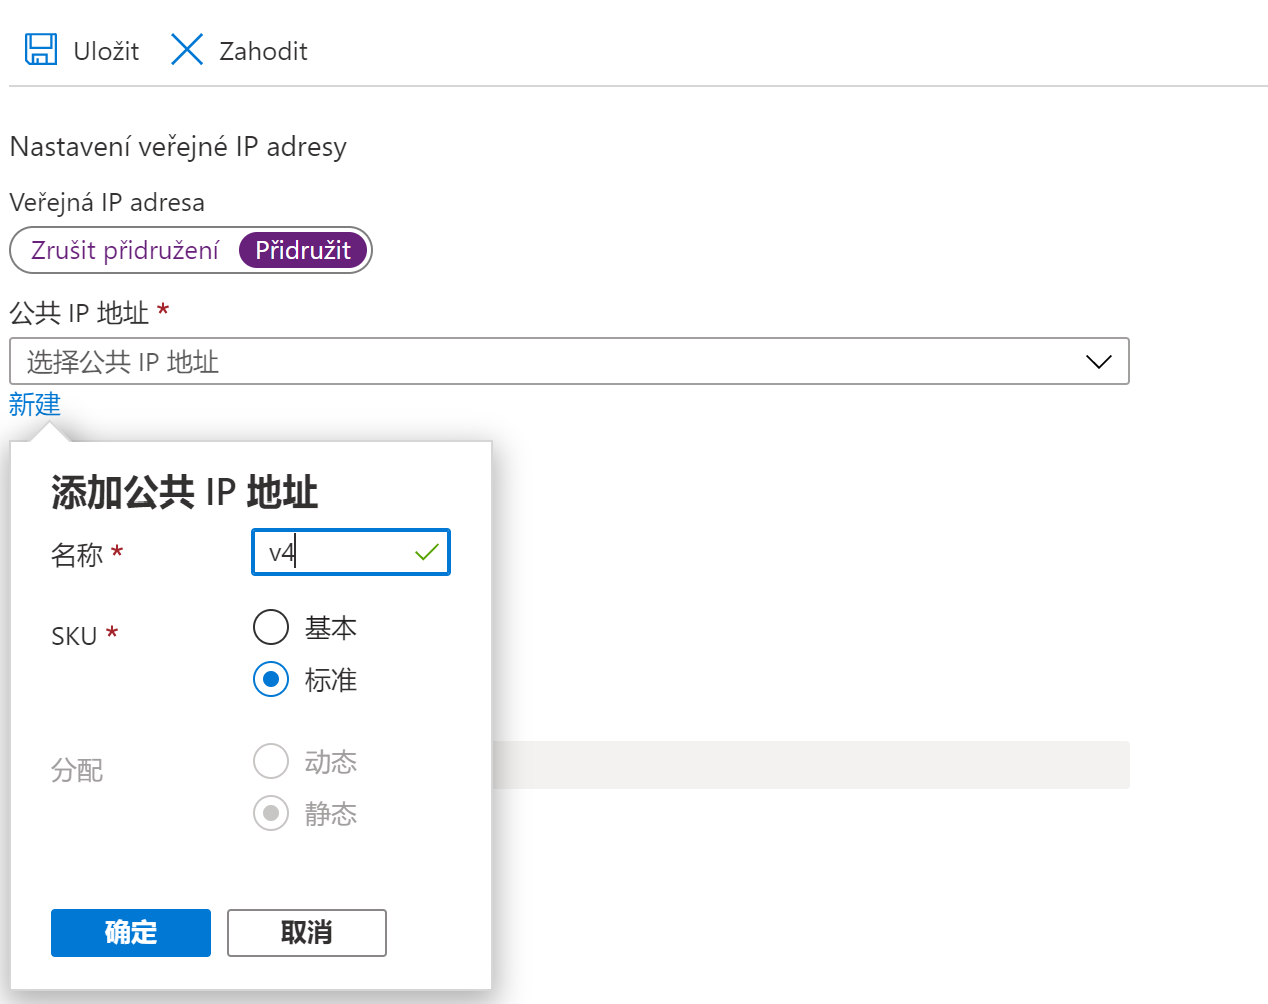 Uložit Zahodit
Nastavení veřejné IP adresy
Veřejná IP adresa
Zrušit přidružení Přidružit
公共 IP 地址 *
选择公共 IP 地址
新建
添加公共 IP 地址
名称 * v4
SKU * 基本
标准
分配 动态
静态
确定 取消